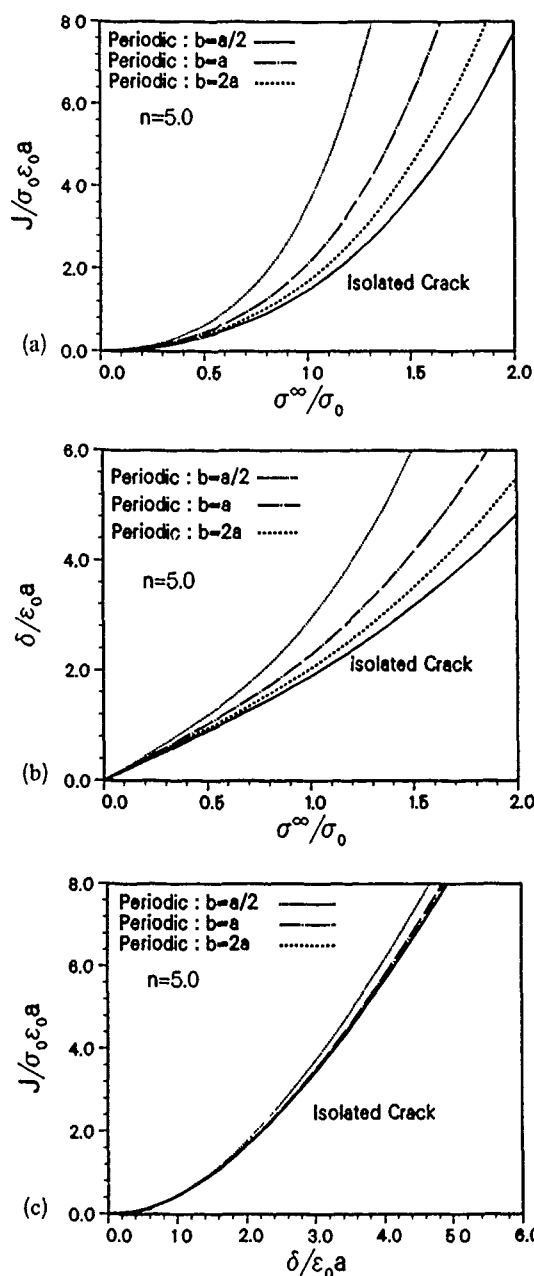 8.0
Periodic : b=a/2
Periodic : b=a
Periodic : b=2a
6.0
n=5.0
J/σ₀ε₀a
4.0
2.0
Isolated Crack
(a)
0.0
0.0 0.5 1.0 1.5 2.0
σ^∞/σ₀
6.0
Periodic : b=a/2
Periodic : b=a
Periodic : b=2a
4.0
n=5.0
δ/ε₀a
2.0
Isolated Crack
(b)
0.0
0.0 0.5 1.0 1.5 2.0
σ^∞/σ₀
8.0
Periodic : b=a/2
Periodic : b=a
Periodic : b=2a
6.0
n=5.0
J/σ₀ε₀a
4.0
Isolated Crack
2.0
(c)
0.0
0.0 1.0 2.0 3.0 4.0 5.0 6.0
δ/ε₀a